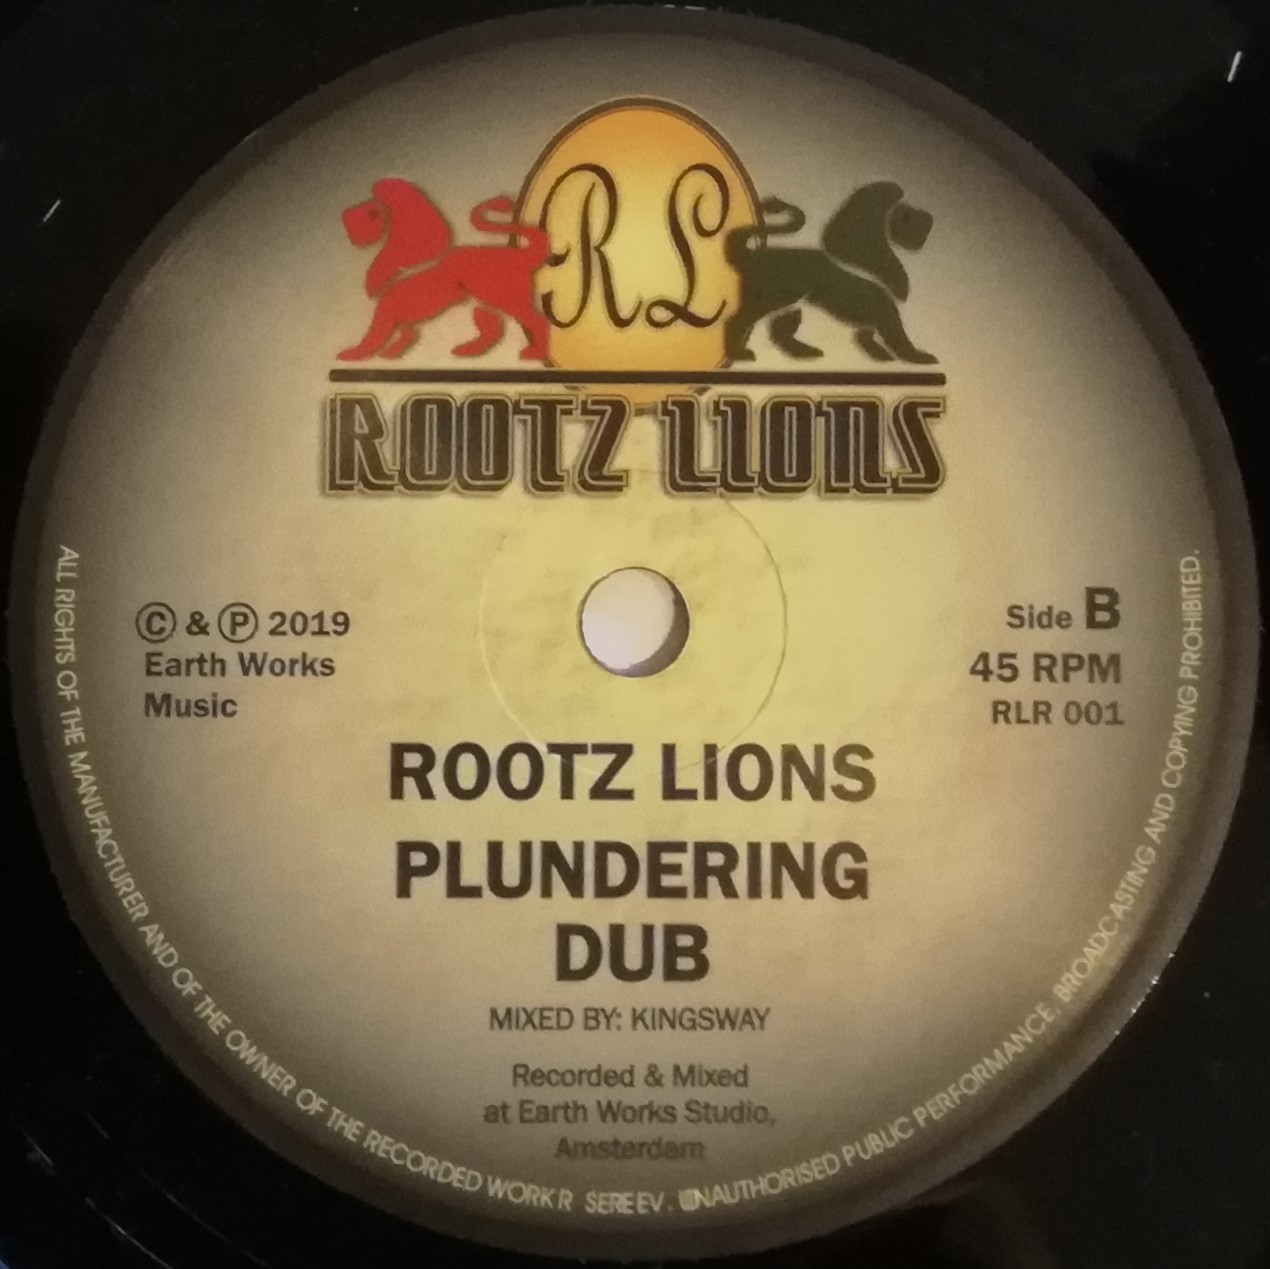 RL
ROOTZ LIONS
© & ℗ 2019
Earth Works
Music
Side B
45 RPM
RLR 001
ROOTZ LIONS
PLUNDERING
DUB
MIXED BY: KINGSWAY
Recorded & Mixed
at Earth Works Studio,
Amsterdam
ALL RIGHTS OF THE MANUFACTURER AND OF THE OWNER OF THE RECORDED WORK R SEREEV. UNAUTHORISED PUBLIC PERFORMANCE, BROADCASTING AND COPYING PROHIBITED.